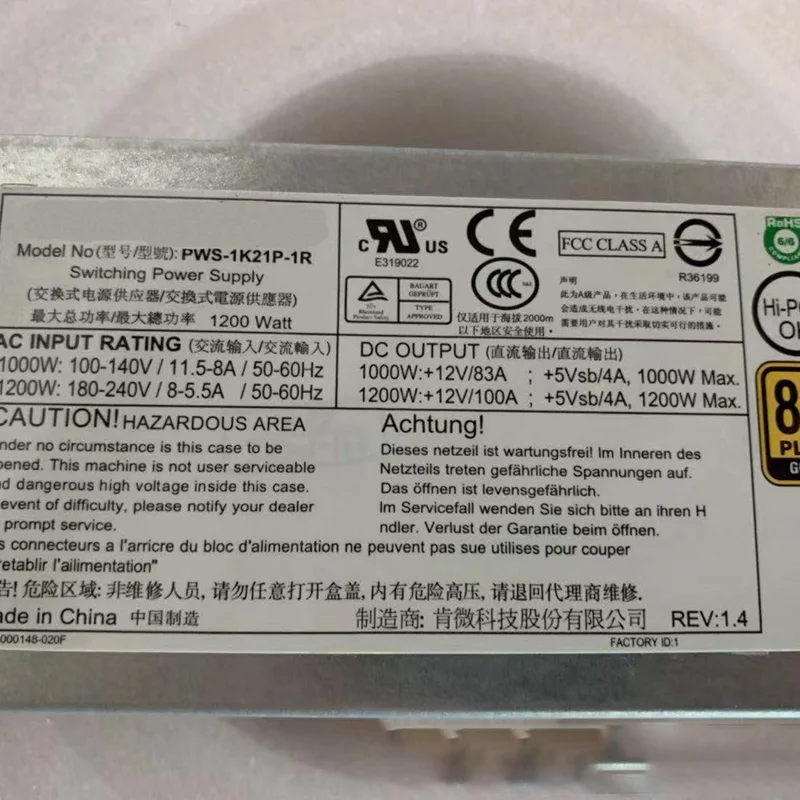 Model No(型号/型號): PWS-1K21P-1R
Switching Power Supply
(交换式电源供应器/交換式電源供應器)
最大总功率/最大總功率 1200 Watt
C RU ® US
E319022
CE
FCC CLASS A
R36199
RoHS
6/6
COMPLIANT
TÜV
Rheinland
Product Safety
BAUART
GEPRÜFT
TYPE
APPROVED
CCC
S&E
仅适用于海拔2000m
以下地区安全使用。
声明
此为A级产品,在生活环境中,该产品可能
会造成无线电干扰。在这种情况下,可能
需要用户对其干扰采取切实可行的措施。
Hi-PO
OK
AC INPUT RATING (交流输入/交流輸入)
1000W: 100-140V / 11.5-8A / 50-60Hz
1200W: 180-240V / 8-5.5A / 50-60Hz
DC OUTPUT (直流输出/直流輸出)
1000W:+12V/83A ; +5Vsb/4A, 1000W Max.
1200W:+12V/100A ; +5Vsb/4A, 1200W Max.
8
PL
GO
CAUTION! HAZARDOUS AREA
nder no circumstance is this case to be
pened. This machine is not user serviceable
d dangerous high voltage inside this case.
event of difficulty, please notify your dealer
prompt service.
Achtung!
Dieses netzeil ist wartungsfrei! Im Inneren des
Netzteils treten gefährliche Spannungen auf.
Das öffnen ist levensgefährlich.
Im Servicefall wenden Sie sich bitte an ihren H
ndler. Verlust der Garantie beim öffnen.
s connecteurs a l'arricre du bloc d'alimentation ne peuvent pas sue utilises pour couper
retablir l'ailimentation"
告! 危险区域: 非维修人员, 请勿任意打开盒盖, 内有危险高压, 请退回代理商维修.
ade in China 中国制造
制造商: 肯微科技股份有限公司 REV:1.4
000148-020F
FACTORY ID:1